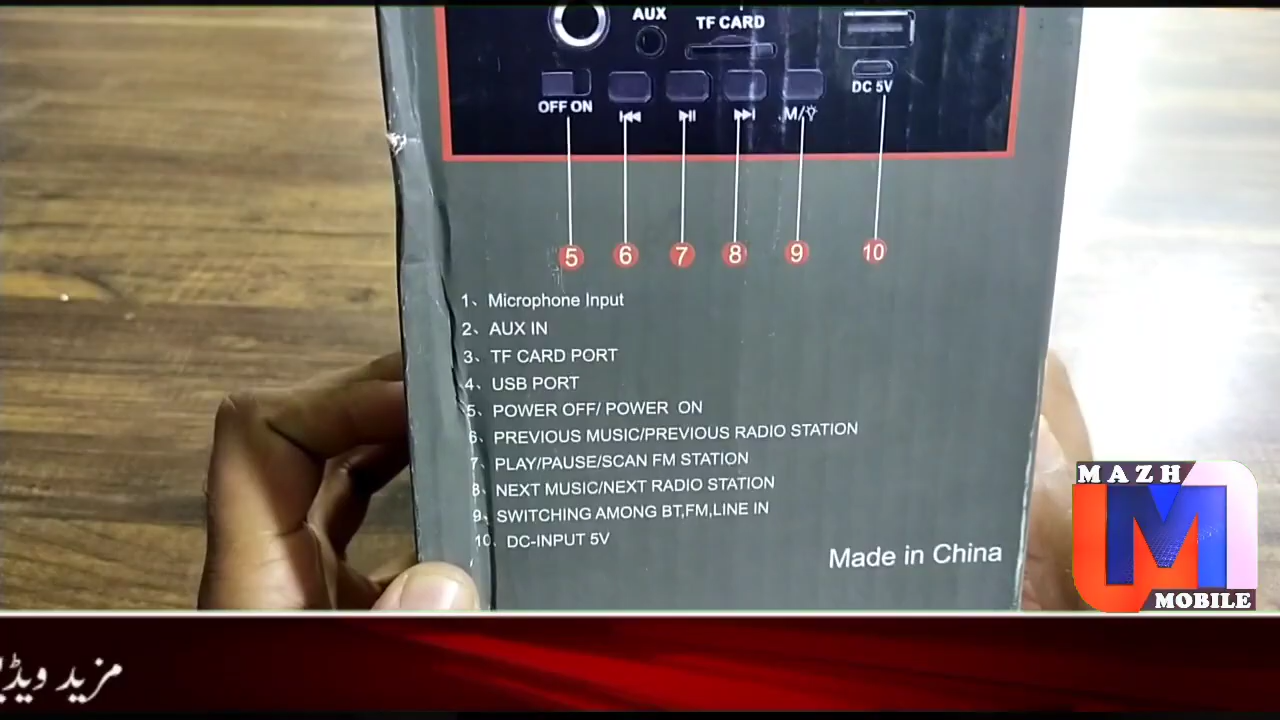 AUX
TF CARD
OFF ON
DC 5V
M/
5 6 7 8 9 10
1、Microphone Input
2、AUX IN
3、TF CARD PORT
4、USB PORT
5、POWER OFF/ POWER ON
6、PREVIOUS MUSIC/PREVIOUS RADIO STATION
7、PLAY/PAUSE/SCAN FM STATION
8、NEXT MUSIC/NEXT RADIO STATION
9、SWITCHING AMONG BT,FM,LINE IN
10、DC-INPUT 5V
Made in China
MAZH
UM
MOBILE
مزید